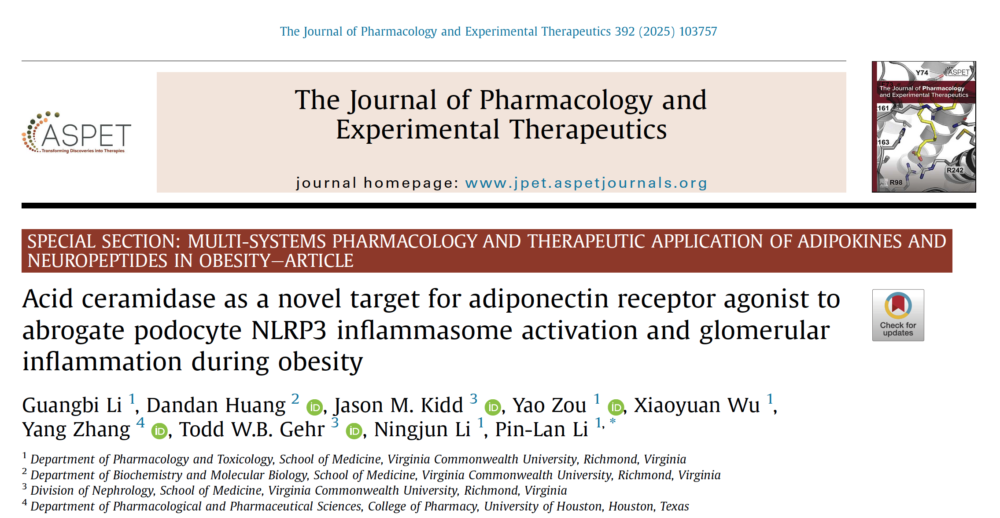 The Journal of Pharmacology and Experimental Therapeutics 392 (2025) 103757
ASPET
Transforming Discoveries into Therapies
The Journal of Pharmacology and
Experimental Therapeutics
journal homepage: www.jpet.aspetjournals.org
Y74
ASPET
F73
The Journal of Pharmacology
and Experimental Therapeutics
161
163
R242
R98
SPECIAL SECTION: MULTI-SYSTEMS PHARMACOLOGY AND THERAPEUTIC APPLICATION OF ADIPOKINES AND
NEUROPEPTIDES IN OBESITY—ARTICLE
Acid ceramidase as a novel target for adiponectin receptor agonist to
abrogate podocyte NLRP3 inflammasome activation and glomerular
inflammation during obesity
Check for
updates
Guangbi Li 1, Dandan Huang 2 iD, Jason M. Kidd 3 iD, Yao Zou 1 iD, Xiaoyuan Wu 1,
Yang Zhang 4 iD, Todd W.B. Gehr 3 iD, Ningjun Li 1, Pin-Lan Li 1, *
1 Department of Pharmacology and Toxicology, School of Medicine, Virginia Commonwealth University, Richmond, Virginia
2 Department of Biochemistry and Molecular Biology, School of Medicine, Virginia Commonwealth University, Richmond, Virginia
3 Division of Nephrology, School of Medicine, Virginia Commonwealth University, Richmond, Virginia
4 Department of Pharmacological and Pharmaceutical Sciences, College of Pharmacy, University of Houston, Houston, Texas